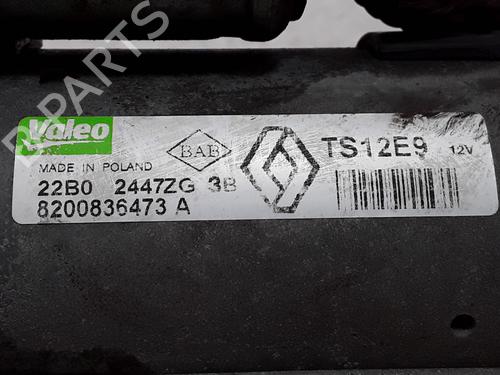 B-PARTS
Valeo
BAB
TS12E9 12V
MADE IN POLAND
22B0 2447ZG 3B
8200836473 A